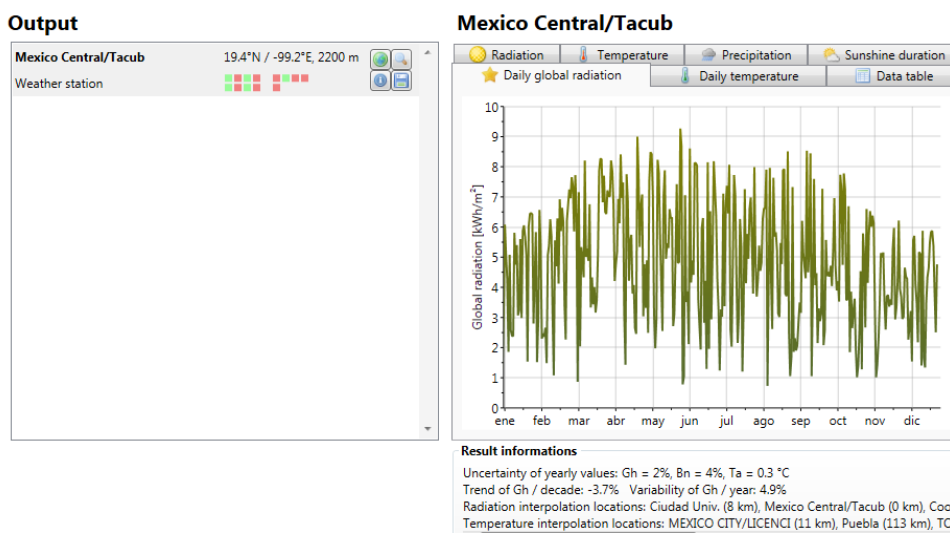 Output
Mexico Central/Tacub 19.4°N / -99.2°E, 2200 m
Weather station
Mexico Central/Tacub
Radiation Temperature Precipitation Sunshine duration
Daily global radiation Daily temperature Data table
Global radiation [kWh/m²]
10
9
8
7
6
5
4
3
2
1
0
ene feb mar abr may jun jul ago sep oct nov dic
Result informations
Uncertainty of yearly values: Gh = 2%, Bn = 4%, Ta = 0.3 °C
Trend of Gh / decade: -3.7% Variability of Gh / year: 4.9%
Radiation interpolation locations: Ciudad Univ. (8 km), Mexico Central/Tacub (0 km), Coo
Temperature interpolation locations: MEXICO CITY/LICENCI (11 km), Puebla (113 km), TO